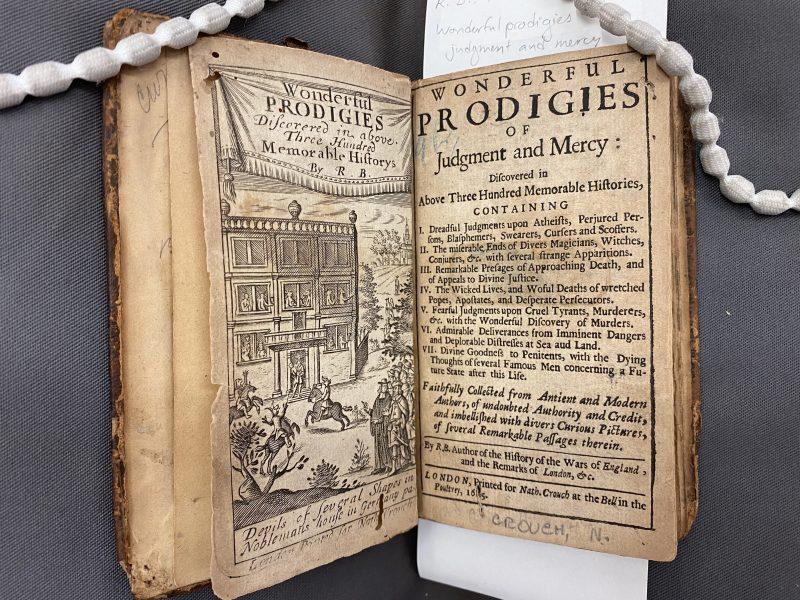 Wonderful
PRODIGIES
Diſcovered in above
Three Hundred
Memorable Hiſtorys
By R. B.
Devils of ſeveral Shapes in
Noblemans houſe in Germany
London
for
Wonderful prodigies
judgment and mercy
WONDERFUL
PRODIGIES
OF
Judgment and Mercy:
Diſcovered in
Above Three Hundred Memorable Hiſtories,
CONTAINING
I. Dreadful Judgments upon Atheiſts, Perjured Per-
ſons, Blaſphemers, Swearers, Curſers and Scoffers.
II. The miſerable Ends of Divers Magicians, Witches,
Conjurers, &c. with ſeveral ſtrange Apparitions.
III. Remarkable Preſages of Approaching Death, and
of Appeals to Divine Juſtice.
IV. The Wicked Lives, and Woful Deaths of wretched
Popes, Apoſtates, and Deſperate Perſecutors.
V. Fearful Judgments upon Cruel Tyrants, Murderers,
&c. with the Wonderful Diſcovery of Murders.
VI. Admirable Deliverances from Imminent Dangers
and Deplorable Diſtreſſes at Sea and Land.
VII. Divine Goodneſs to Penitents, with the Dying
Thoughts of ſeveral Famous Men concerning a Fu-
ture State after this Life.
Faithfully Collected from Antient and Modern
Authors, of undoubted Authority and Credit,
and imbelliſhed with divers Curious Pictures,
of ſeveral Remarkable Paſſages therein.
By R.B. Author of the Hiſtory of the Wars of England,
and the Remarks of London, &c.
LONDON, Printed for Nath. Crouch at the Bell in the
Poultrey,
CROUCH, N.